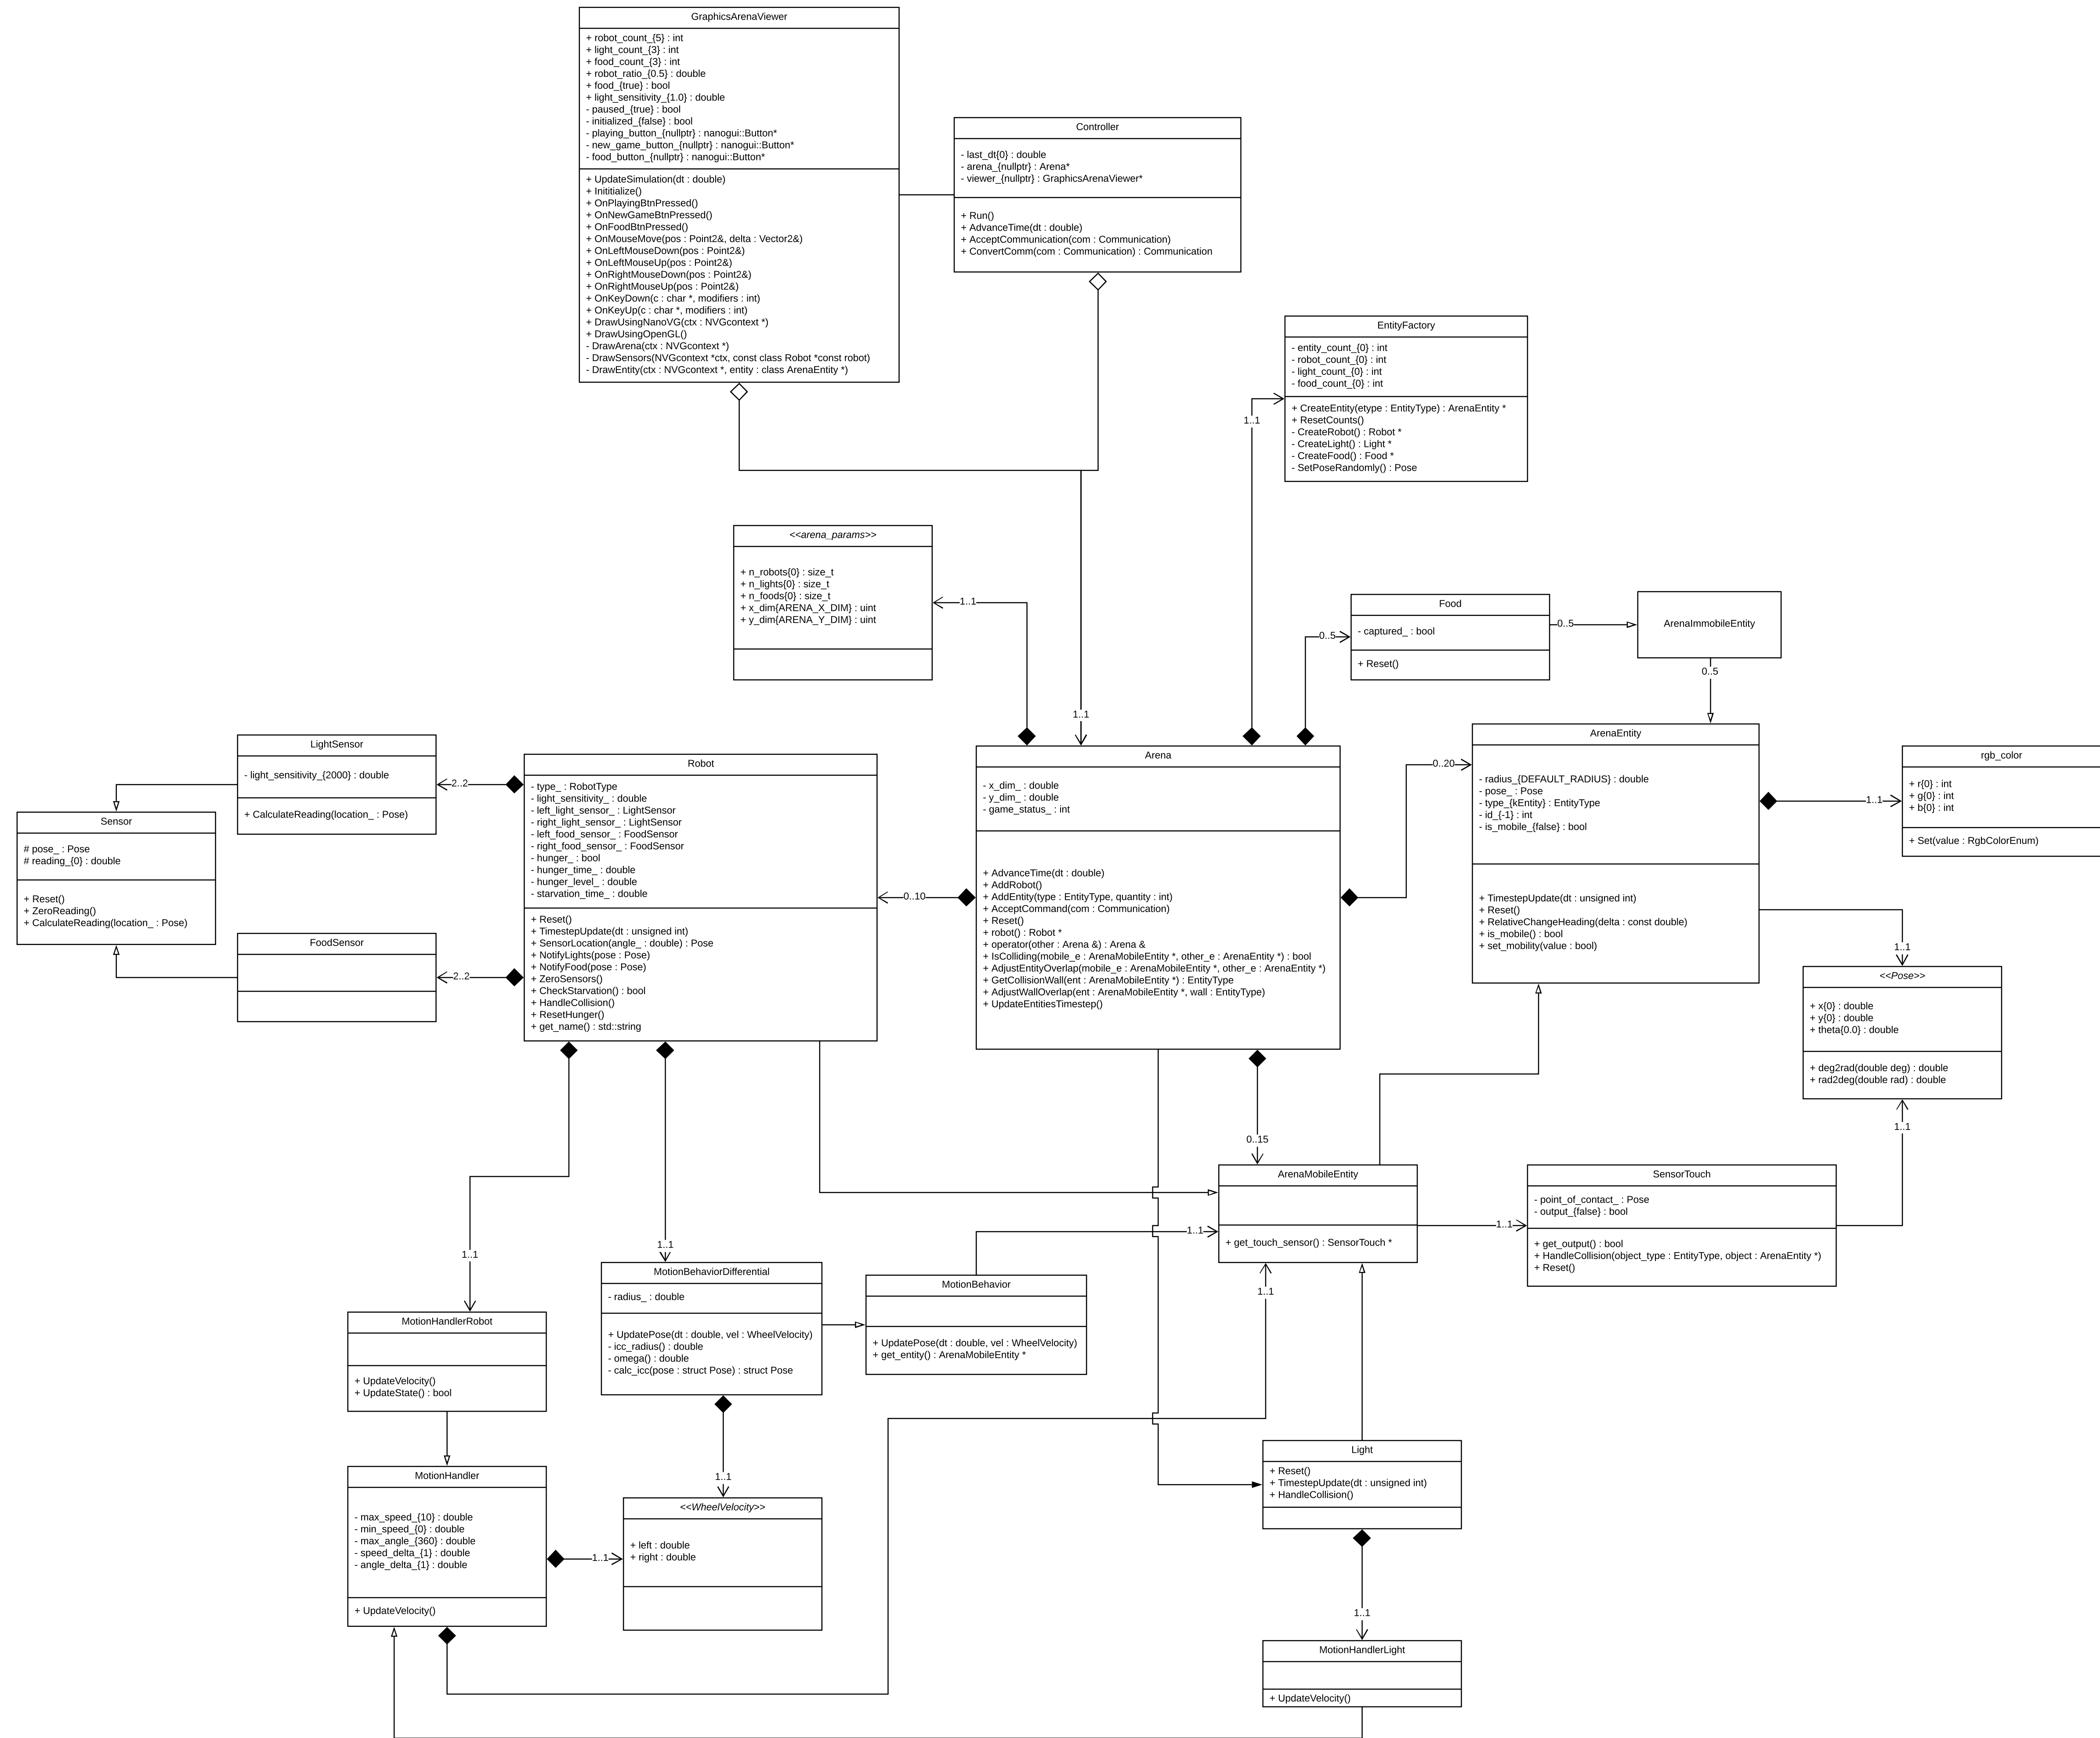 GraphicsArenaViewer
+ robot_count_{5} : int
+ light_count_{3} : int
+ food_count_{3} : int
+ robot_ratio_{0.5} : double
+ food_{true} : bool
+ light_sensitivity_{1.0} : double
- paused_{true} : bool
- initialized_{false} : bool
- playing_button_{nullptr} : nanogui::Button*
- new_game_button_{nullptr} : nanogui::Button*
- food_button_{nullptr} : nanogui::Button*
+ UpdateSimulation(dt : double)
+ Inititialize()
+ OnPlayingBtnPressed()
+ OnNewGameBtnPressed()
+ OnFoodBtnPressed()
+ OnMouseMove(pos : Point2&, delta : Vector2&)
+ OnLeftMouseDown(pos : Point2&)
+ OnLeftMouseUp(pos : Point2&)
+ OnRightMouseDown(pos : Point2&)
+ OnRightMouseUp(pos : Point2&)
+ OnKeyDown(c : char *, modifiers : int)
+ OnKeyUp(c : char *, modifiers : int)
+ DrawUsingNanoVG(ctx : NVGcontext *)
+ DrawUsingOpenGL()
- DrawArena(ctx : NVGcontext *)
- DrawSensors(NVGcontext *ctx, const class Robot *const robot)
- DrawEntity(ctx : NVGcontext *, entity : class ArenaEntity *)
Controller
- last_dt{0} : double
- arena_{nullptr} : Arena*
- viewer_{nullptr} : GraphicsArenaViewer*
+ Run()
+ AdvanceTime(dt : double)
+ AcceptCommunication(com : Communication)
+ ConvertComm(com : Communication) : Communication
EntityFactory
- entity_count_{0} : int
- robot_count_{0} : int
- light_count_{0} : int
- food_count_{0} : int
+ CreateEntity(etype : EntityType) : ArenaEntity *
+ ResetCounts()
- CreateRobot() : Robot *
- CreateLight() : Light *
- CreateFood() : Food *
- SetPoseRandomly() : Pose
1..1
<<arena_params>>
+ n_robots{0} : size_t
+ n_lights{0} : size_t
+ n_foods{0} : size_t
+ x_dim{ARENA_X_DIM} : uint
+ y_dim{ARENA_Y_DIM} : uint
1..1
1..1
Food
- captured_ : bool
+ Reset()
0..5
0..5
ArenaImmobileEntity
0..5
LightSensor
- light_sensitivity_{2000} : double
+ CalculateReading(location_ : Pose)
2..2
Sensor
# pose_ : Pose
# reading_{0} : double
+ Reset()
+ ZeroReading()
+ CalculateReading(location_ : Pose)
FoodSensor
2..2
Robot
- type_ : RobotType
- light_sensitivity_ : double
- left_light_sensor_ : LightSensor
- right_light_sensor_ : LightSensor
- left_food_sensor_ : FoodSensor
- right_food_sensor_ : FoodSensor
- hunger_ : bool
- hunger_time_ : double
- hunger_level_ : double
- starvation_time_ : double
+ Reset()
+ TimestepUpdate(dt : unsigned int)
+ SensorLocation(angle_ : double) : Pose
+ NotifyLights(pose : Pose)
+ NotifyFood(pose : Pose)
+ ZeroSensors()
+ CheckStarvation() : bool
+ HandleCollision()
+ ResetHunger()
+ get_name() : std::string
0..10
Arena
- x_dim_ : double
- y_dim_ : double
- game_status_ : int
+ AdvanceTime(dt : double)
+ AddRobot()
+ AddEntity(type : EntityType, quantity : int)
+ AcceptCommand(com : Communication)
+ Reset()
+ robot() : Robot *
+ operator(other : Arena &) : Arena &
+ IsColliding(mobile_e : ArenaMobileEntity *, other_e : ArenaEntity *) : bool
+ AdjustEntityOverlap(mobile_e : ArenaMobileEntity *, other_e : ArenaEntity *)
+ GetCollisionWall(ent : ArenaMobileEntity *) : EntityType
+ AdjustWallOverlap(ent : ArenaMobileEntity *, wall : EntityType)
+ UpdateEntitiesTimestep()
0..20
ArenaEntity
- radius_{DEFAULT_RADIUS} : double
- pose_ : Pose
- type_{kEntity} : EntityType
- id_{-1} : int
- is_mobile_{false} : bool
+ TimestepUpdate(dt : unsigned int)
+ Reset()
+ RelativeChangeHeading(delta : const double)
+ is_mobile() : bool
+ set_mobility(value : bool)
1..1
rgb_color
+ r{0} : int
+ g{0} : int
+ b{0} : int
+ Set(value : RgbColorEnum)
1..1
<<Pose>>
+ x{0} : double
+ y{0} : double
+ theta{0.0} : double
+ deg2rad(double deg) : double
+ rad2deg(double rad) : double
1..1
0..15
ArenaMobileEntity
+ get_touch_sensor() : SensorTouch *
1..1
SensorTouch
- point_of_contact_ : Pose
- output_{false} : bool
+ get_output() : bool
+ HandleCollision(object_type : EntityType, object : ArenaEntity *)
+ Reset()
1..1
1..1
1..1
1..1
MotionBehaviorDifferential
- radius_ : double
+ UpdatePose(dt : double, vel : WheelVelocity)
- icc_radius() : double
- omega() : double
- calc_icc(pose : struct Pose) : struct Pose
MotionBehavior
+ UpdatePose(dt : double, vel : WheelVelocity)
+ get_entity() : ArenaMobileEntity *
MotionHandlerRobot
+ UpdateVelocity()
+ UpdateState() : bool
MotionHandler
- max_speed_{10} : double
- min_speed_{0} : double
- max_angle_{360} : double
- speed_delta_{1} : double
- angle_delta_{1} : double
+ UpdateVelocity()
1..1
1..1
<<WheelVelocity>>
+ left : double
+ right : double
Light
+ Reset()
+ TimestepUpdate(dt : unsigned int)
+ HandleCollision()
1..1
MotionHandlerLight
+ UpdateVelocity()